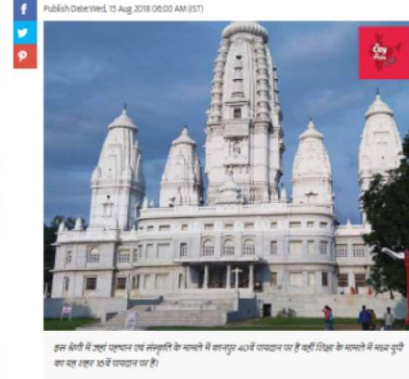 Publish Date:Wed, 15 Aug 2018 06:00 AM (IST)
इस श्रेणी में जहां पहचान एवं संस्कृति के मामले में कानपुर 40वें पायदान पर है वहीं शिक्षा के मामले में मध्य यूपी
का यह शहर 16वें पायदान पर है।